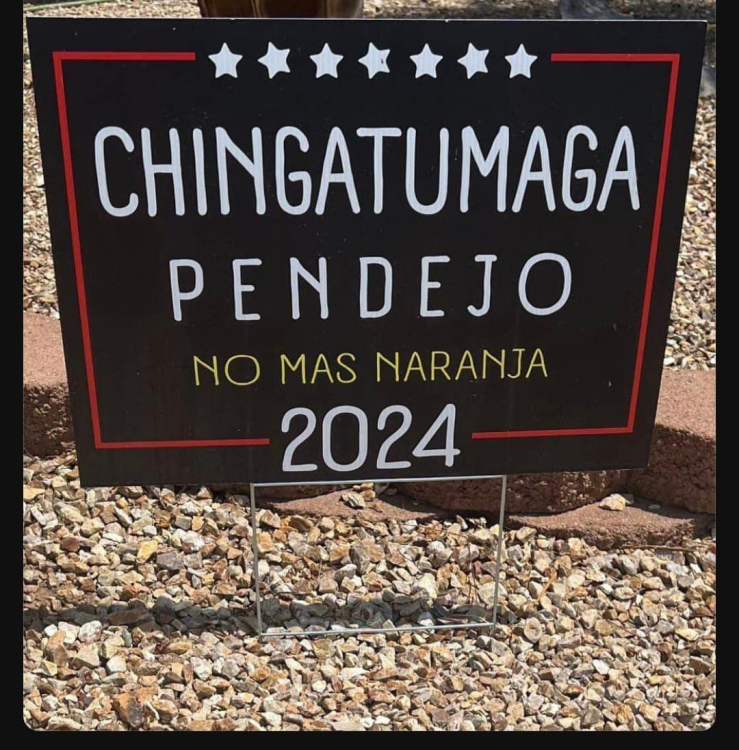 CHINGATUMAGA
PENDEJO
NO MAS NARANJA
2024